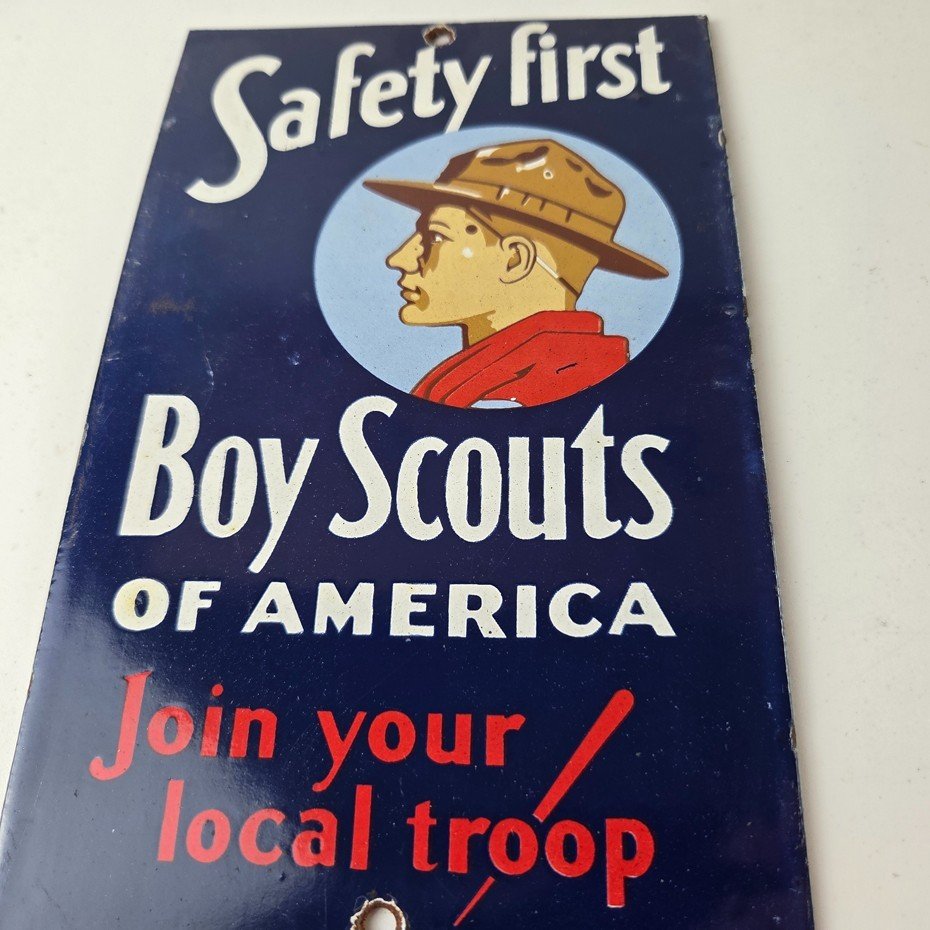 Safety first
Boy Scouts
OF AMERICA
Join your
local troop